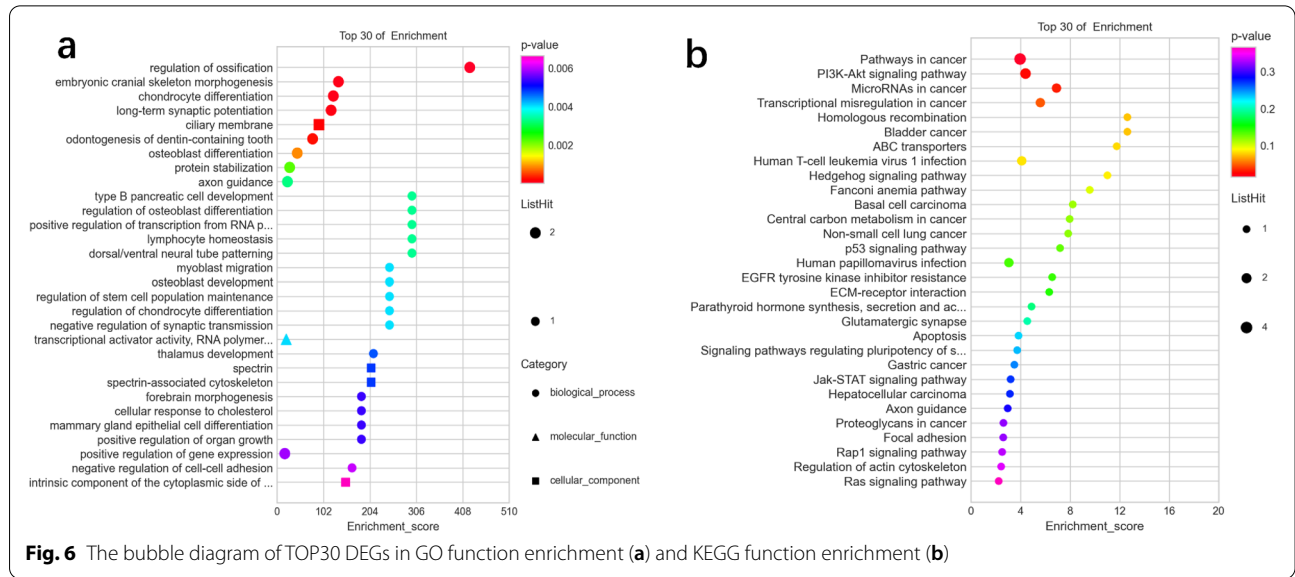 a
Top 30 of Enrichment
regulation of ossification
embryonic cranial skeleton morphogenesis
chondrocyte differentiation
long-term synaptic potentiation
ciliary membrane
odontogenesis of dentin-containing tooth
osteoblast differentiation
protein stabilization
axon guidance
type B pancreatic cell development
regulation of osteoblast differentiation
positive regulation of transcription from RNA p...
lymphocyte homeostasis
dorsal/ventral neural tube patterning
myoblast migration
osteoblast development
regulation of stem cell population maintenance
regulation of chondrocyte differentiation
negative regulation of synaptic transmission
transcriptional activator activity, RNA polymer...
thalamus development
spectrin
spectrin-associated cytoskeleton
forebrain morphogenesis
cellular response to cholesterol
mammary gland epithelial cell differentiation
positive regulation of organ growth
positive regulation of gene expression
negative regulation of cell-cell adhesion
intrinsic component of the cytoplasmic side of ...
0 102 204 306 408 510
Enrichment_score
p-value
0.006
0.004
0.002
ListHit
2
1
Category
biological_process
molecular_function
cellular_component
b
Top 30 of Enrichment
Pathways in cancer
PI3K-Akt signaling pathway
MicroRNAs in cancer
Transcriptional misregulation in cancer
Homologous recombination
Bladder cancer
ABC transporters
Human T-cell leukemia virus 1 infection
Hedgehog signaling pathway
Fanconi anemia pathway
Basal cell carcinoma
Central carbon metabolism in cancer
Non-small cell lung cancer
p53 signaling pathway
Human papillomavirus infection
EGFR tyrosine kinase inhibitor resistance
ECM-receptor interaction
Parathyroid hormone synthesis, secretion and ac...
Glutamatergic synapse
Apoptosis
Signaling pathways regulating pluripotency of s...
Gastric cancer
Jak-STAT signaling pathway
Hepatocellular carcinoma
Axon guidance
Proteoglycans in cancer
Focal adhesion
Rap1 signaling pathway
Regulation of actin cytoskeleton
Ras signaling pathway
0 4 8 12 16 20
Enrichment_score
p-value
0.3
0.2
0.1
ListHit
1
2
4
Fig. 6 The bubble diagram of TOP30 DEGs in GO function enrichment (a) and KEGG function enrichment (b)